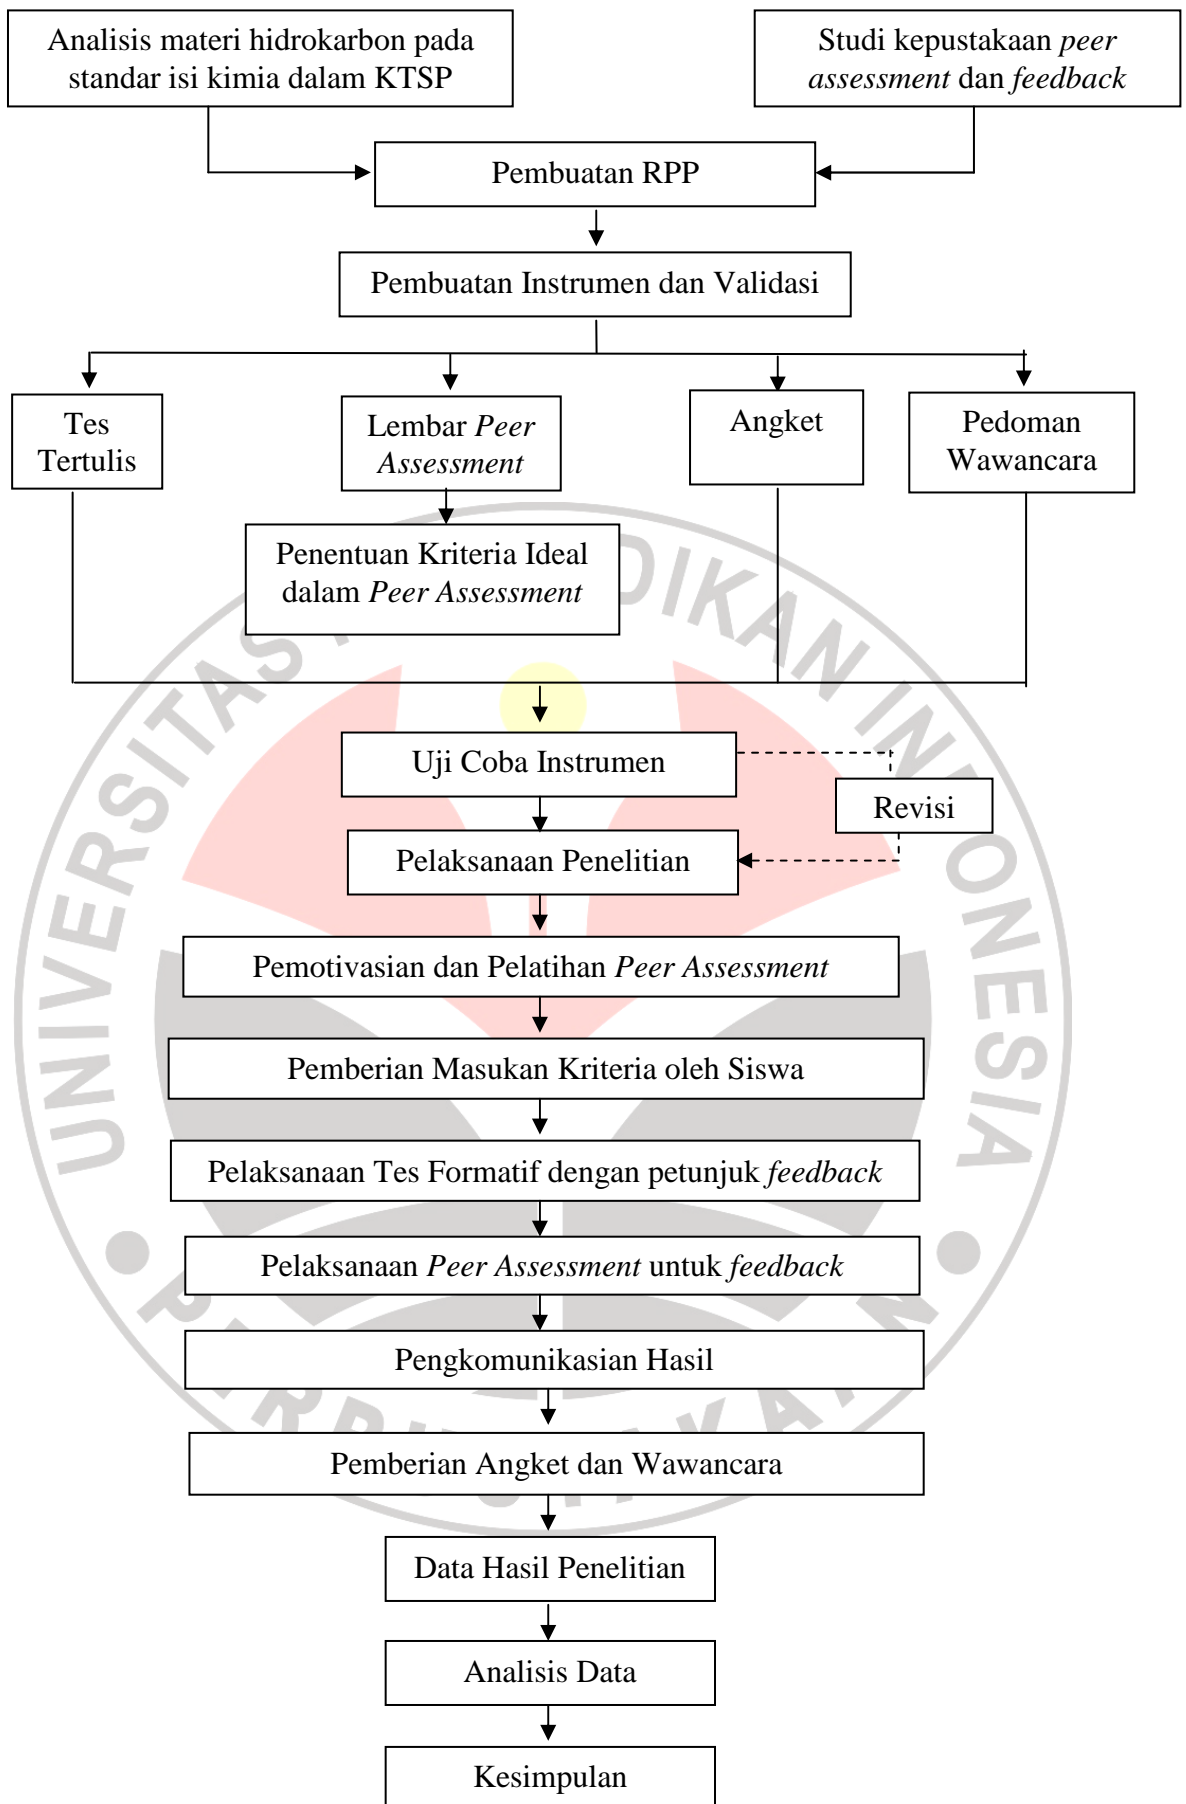 Analisis materi hidrokarbon pada
standar isi kimia dalam KTSP
Studi kepustakaan peer
assessment dan feedback
Pembuatan RPP
Pembuatan Instrumen dan Validasi
Tes
Tertulis
Lembar Peer
Assessment
Angket
Pedoman
Wawancara
Penentuan Kriteria Ideal
dalam Peer Assessment
Uji Coba Instrumen
Revisi
Pelaksanaan Penelitian
Pemotivasian dan Pelatihan Peer Assessment
Pemberian Masukan Kriteria oleh Siswa
Pelaksanaan Tes Formatif dengan petunjuk feedback
Pelaksanaan Peer Assessment untuk feedback
Pengkomunikasian Hasil
Pemberian Angket dan Wawancara
Data Hasil Penelitian
Analisis Data
Kesimpulan
UNIVERSITAS INDONESIA